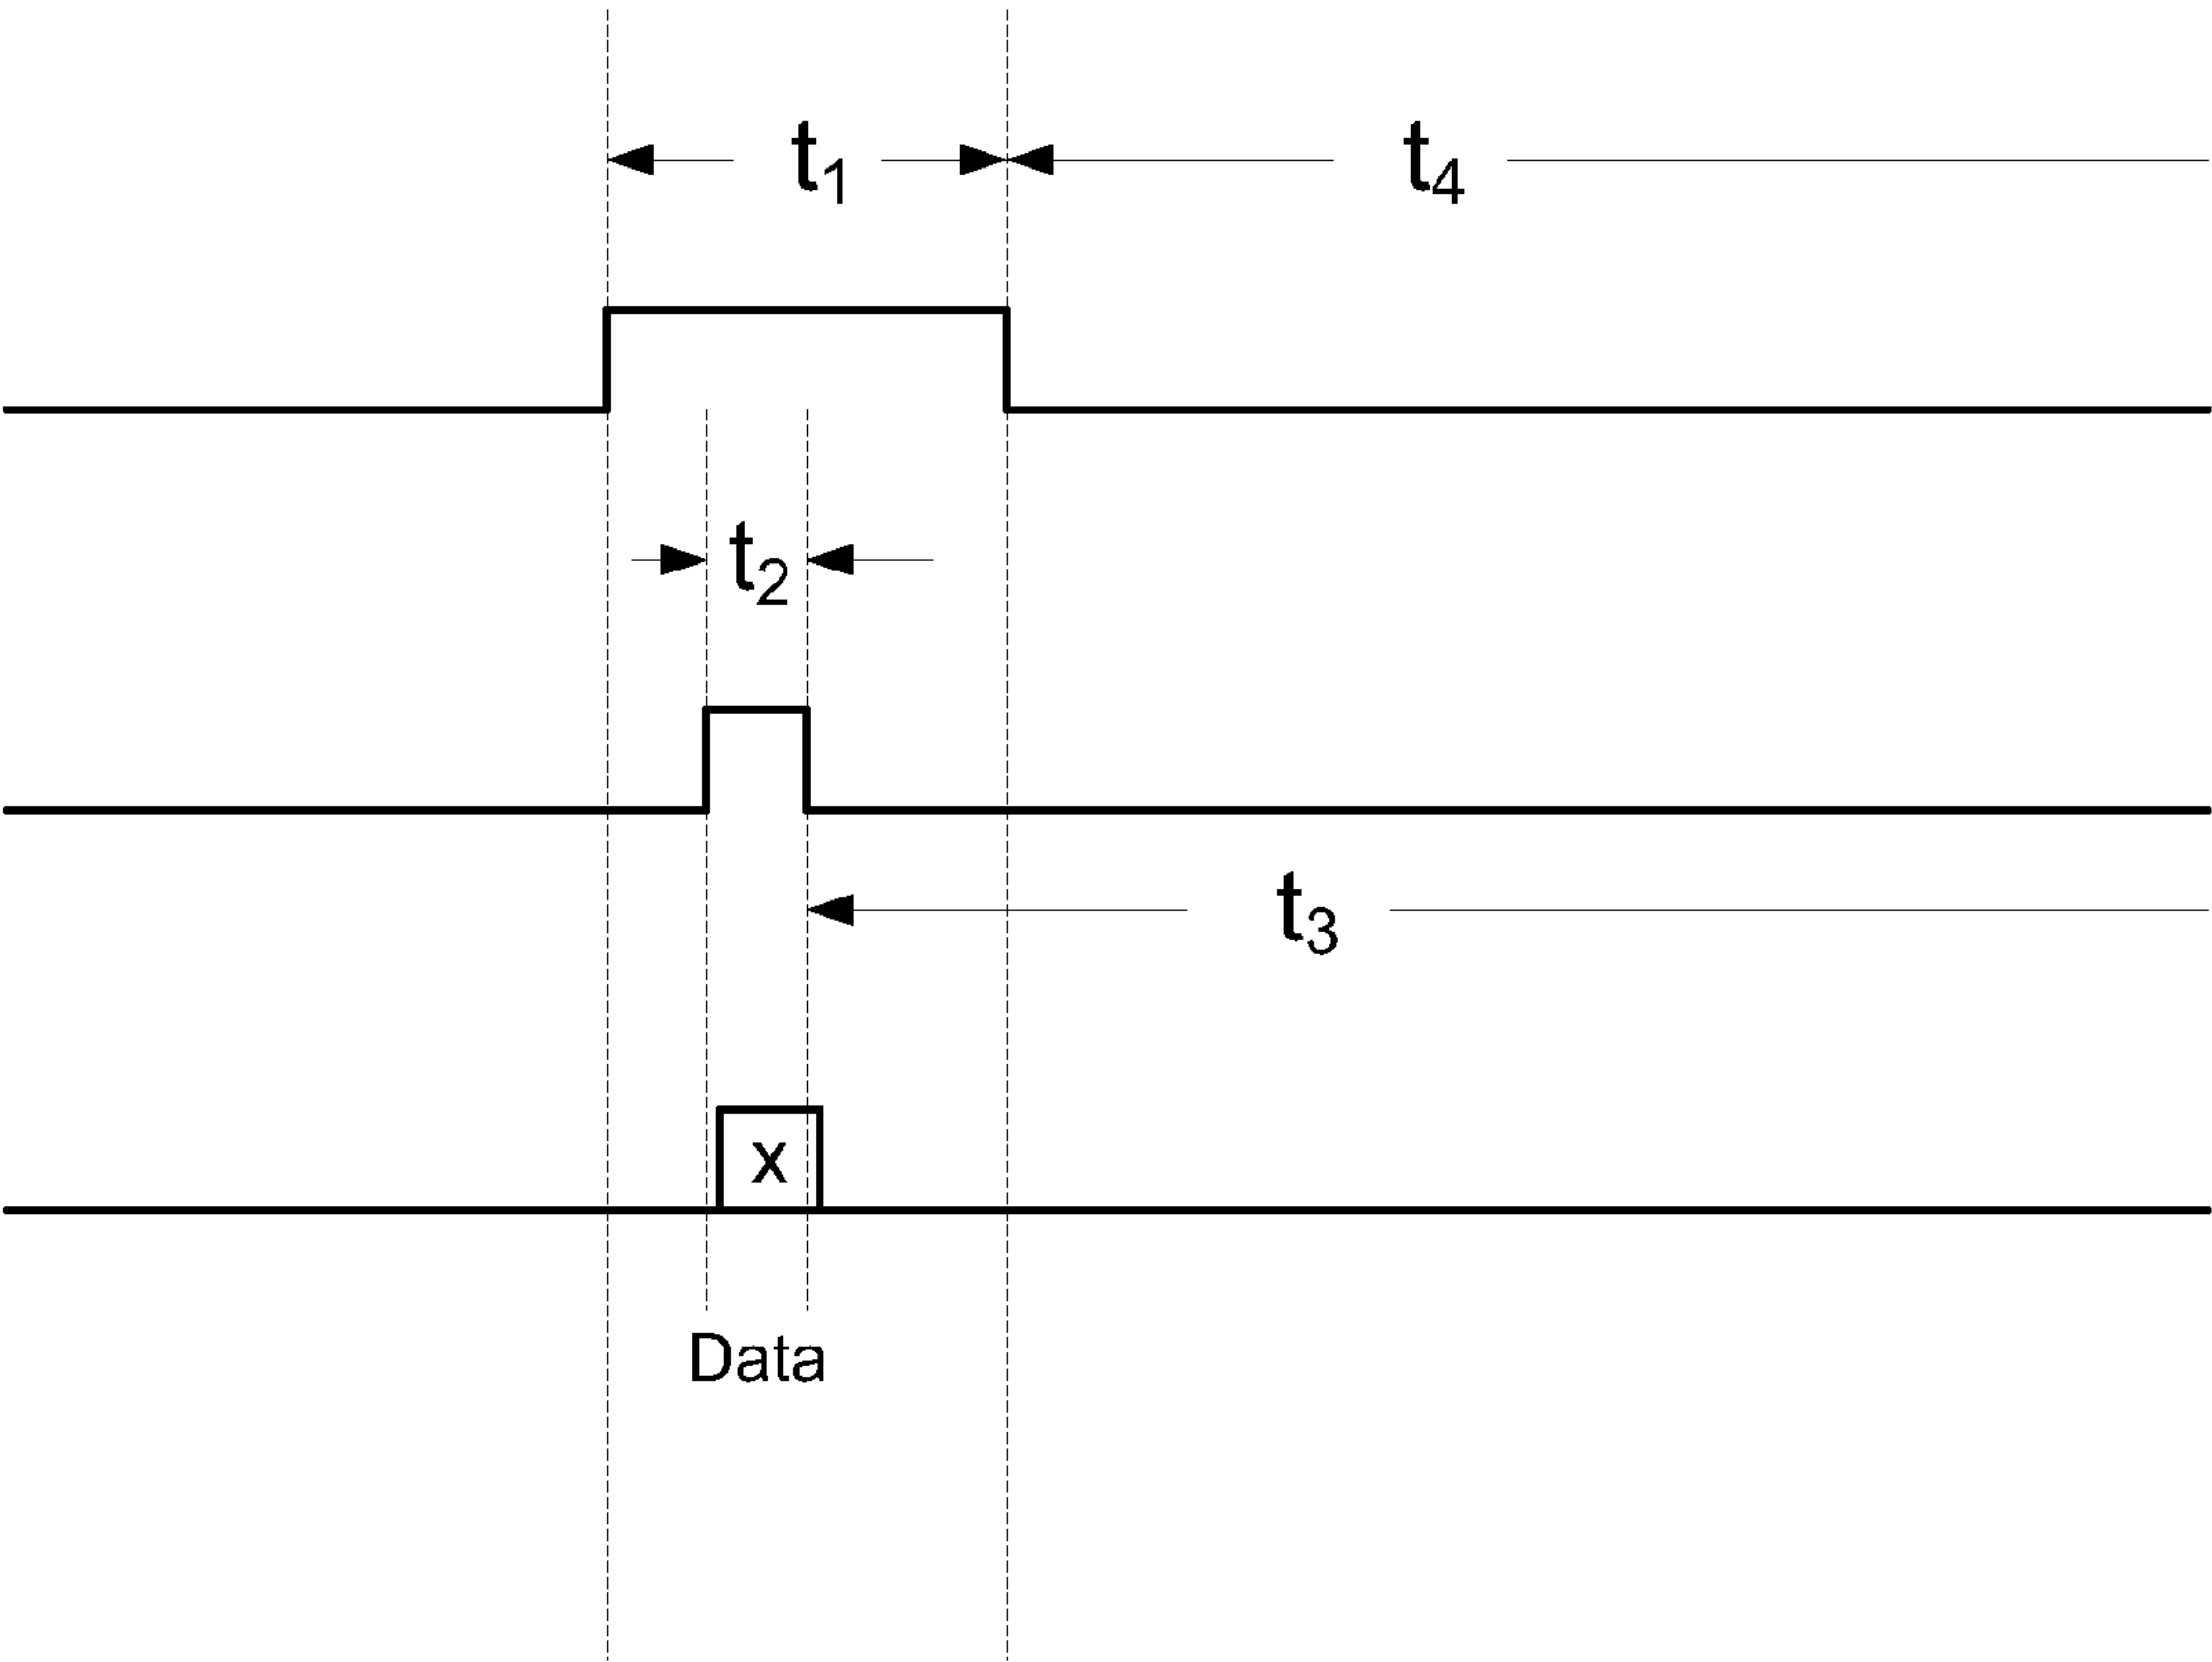 t₁ t₄
t₂
t₃
x
Data